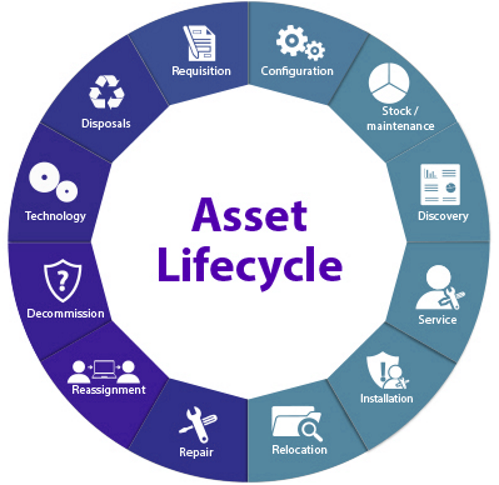 Requisition
Configuration
Stock /
maintenance
Discovery
Service
Installation
Relocation
Repair
Reassignment
Decommission
?
Technology
Disposals
Asset
Lifecycle